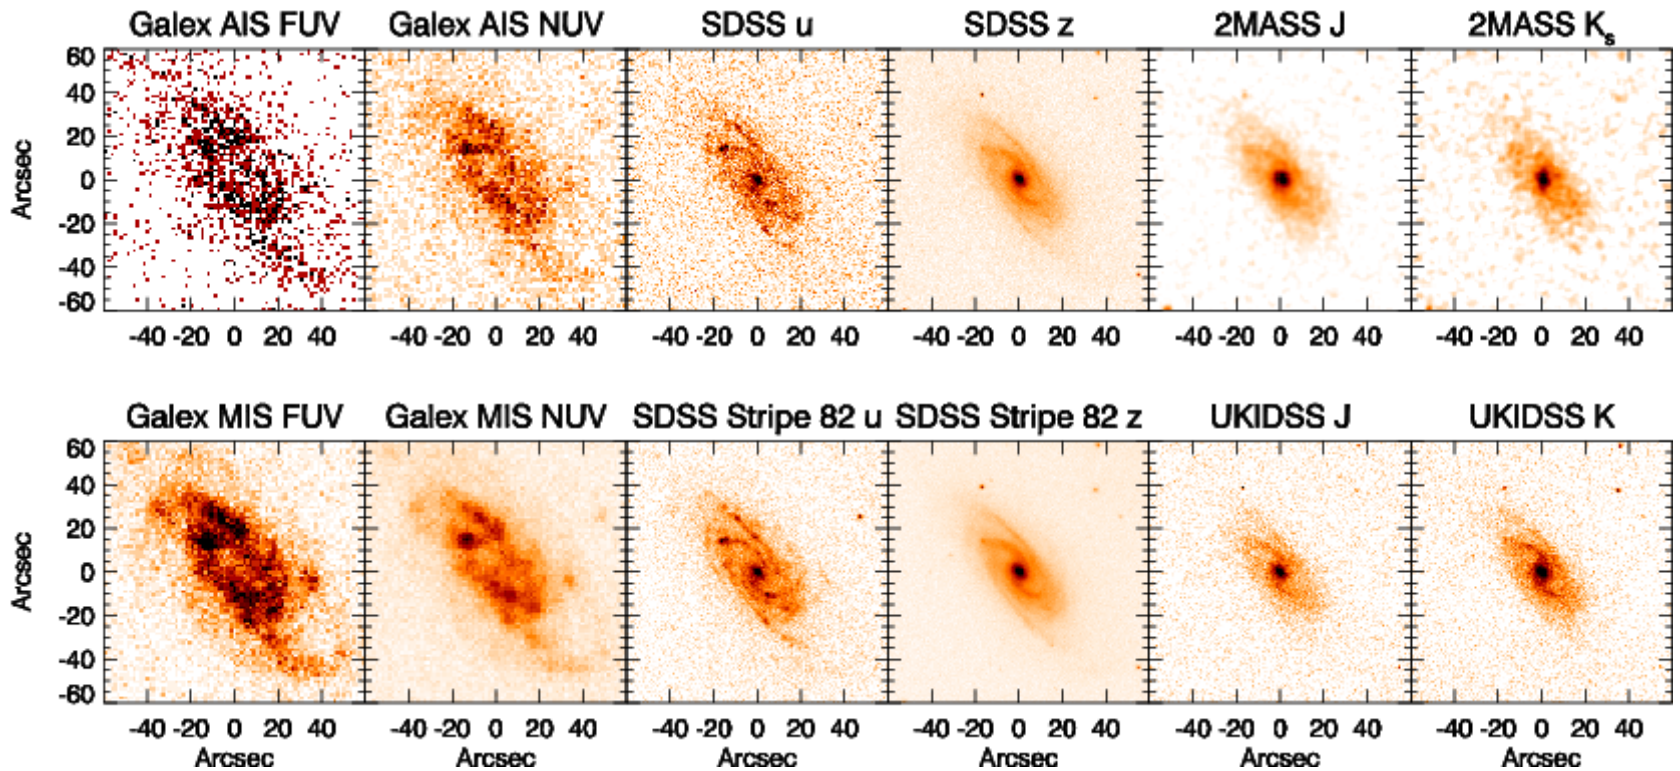 Galex AIS FUV Galex AIS NUV SDSS u SDSS z 2MASS J 2MASS Ks
60
40
20
0
-20
-40
-60
Arcsec
-40 -20 0 20 40 -40 -20 0 20 40 -40 -20 0 20 40 -40 -20 0 20 40 -40 -20 0 20 40 -40 -20 0 20 40
Galex MIS FUV Galex MIS NUV SDSS Stripe 82 u SDSS Stripe 82 z UKIDSS J UKIDSS K
60
40
20
0
-20
-40
-60
Arcsec
-40 -20 0 20 40 -40 -20 0 20 40 -40 -20 0 20 40 -40 -20 0 20 40 -40 -20 0 20 40 -40 -20 0 20 40
Arcsec Arcsec Arcsec Arcsec Arcsec Arcsec